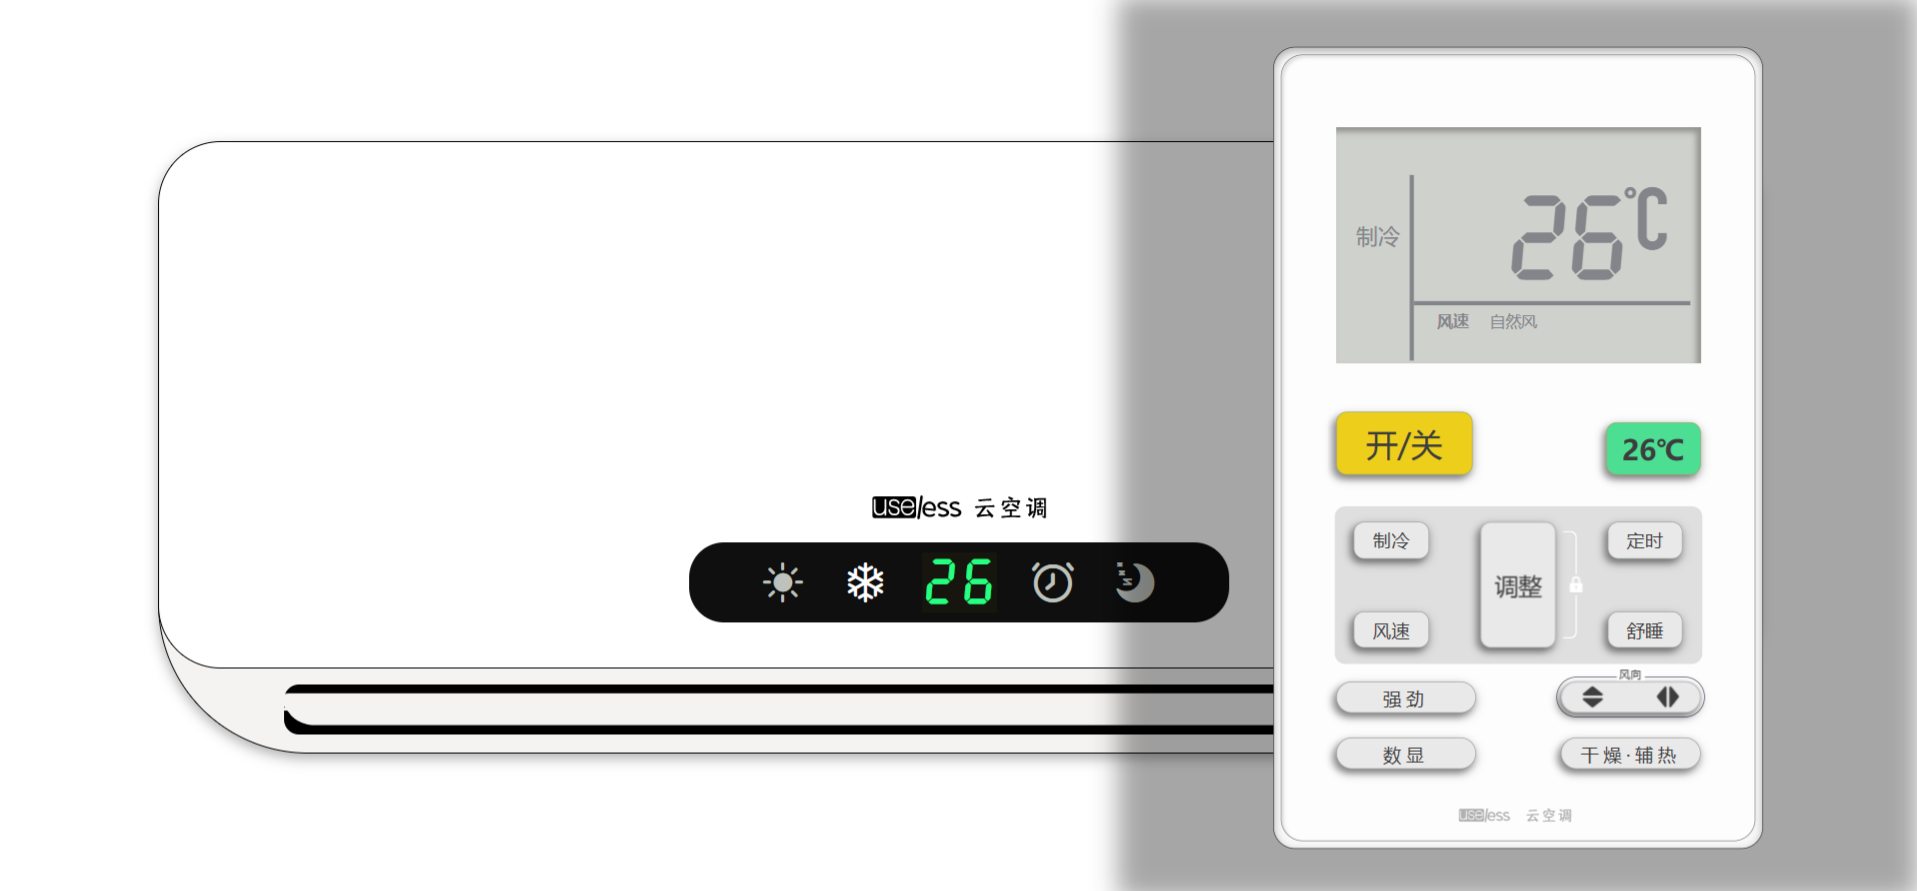 useless 云空调
26
制冷
26℃
风速 自然风
开/关
26℃
制冷
调整
定时
风速
舒睡
风向
强劲
数显
干燥·辅热
useless 云空调